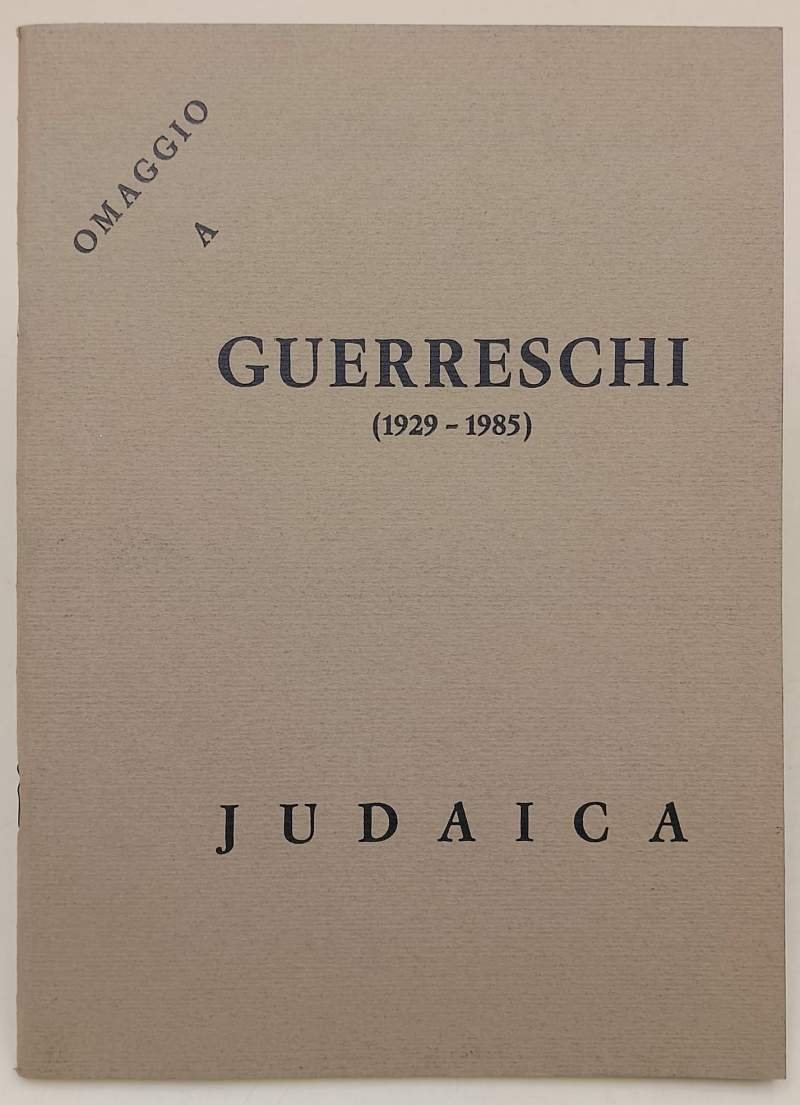 OMAGGIO
A
GUERRESCHI
(1929 - 1985)
JUDAICA